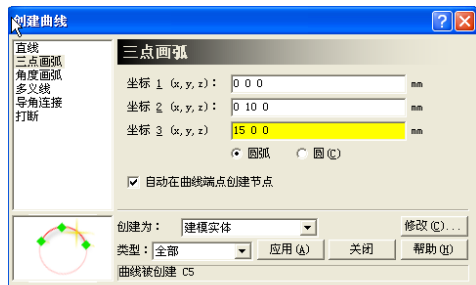 创建曲线
直线
三点画弧
角度画弧
多义线
导角连接
打断
三点画弧
坐标 1 (x, y, z): 0 0 0 mm
坐标 2 (x, y, z): 0 10 0 mm
坐标 3 (x, y, z) 15 0 0 mm
圆弧 圆(C)
自动在曲线端点创建节点
创建为: 建模实体 修改(C)...
类型: 全部 应用(A) 关闭 帮助(H)
曲线被创建 C5